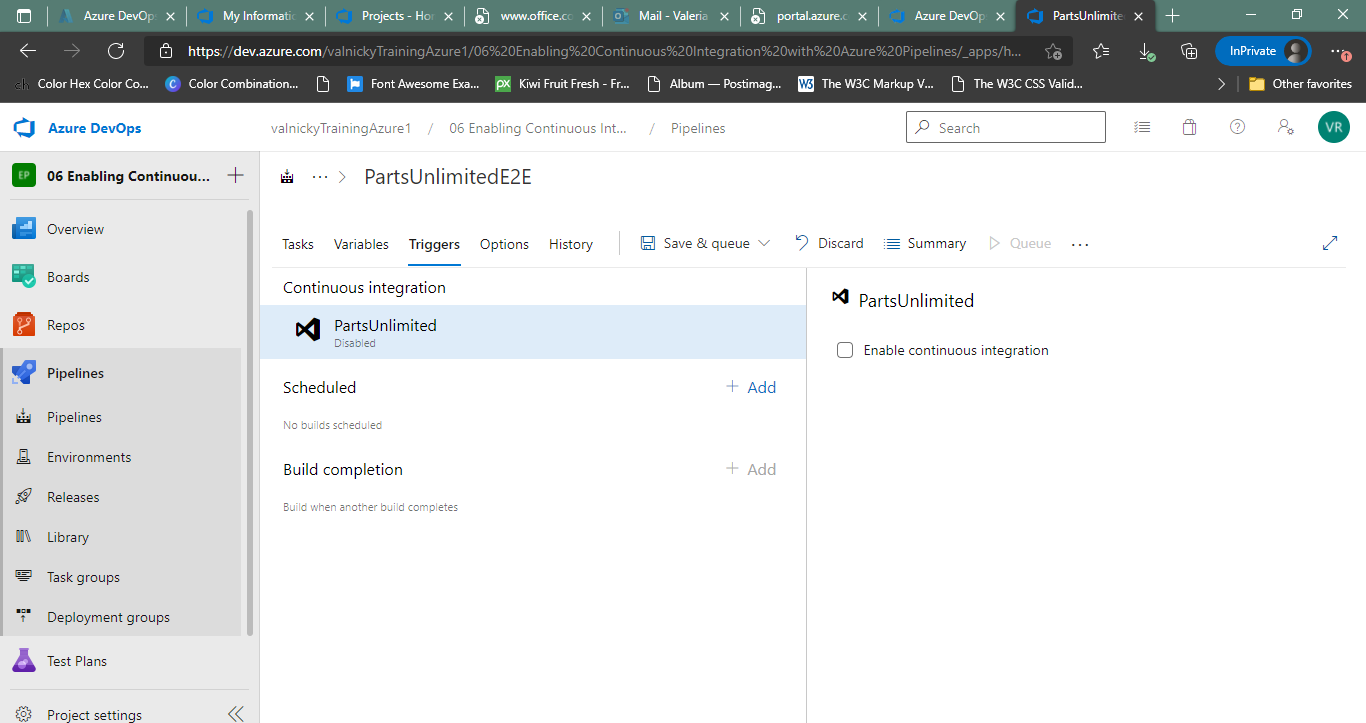 Azure DevOp
My Informatic
Projects - Hor
www.office.co
Mail - Valeria
portal.azure.c
Azure DevOp
PartsUnlimite
https://dev.azure.com/valnickyTrainingAzure1/06%20Enabling%20Continuous%20Integration%20with%20Azure%20Pipelines/_apps/h...
InPrivate
Color Hex Color Co...
Color Combination...
Font Awesome Exa...
px Kiwi Fruit Fresh - Fr...
Album — Postimag...
W3 The W3C Markup V...
The W3C CSS Valid...
Other favorites
Azure DevOps
valnickyTrainingAzure1 / 06 Enabling Continuous Int... / Pipelines
Search
VR
EP 06 Enabling Continuou...
PartsUnlimitedE2E
Overview
Boards
Repos
Pipelines
Pipelines
Environments
Releases
Library
Task groups
Deployment groups
Test Plans
Project settings
Tasks Variables Triggers Options History Save & queue Discard Summary Queue ...
Continuous integration
PartsUnlimited
Disabled
Scheduled + Add
No builds scheduled
Build completion + Add
Build when another build completes
PartsUnlimited
Enable continuous integration